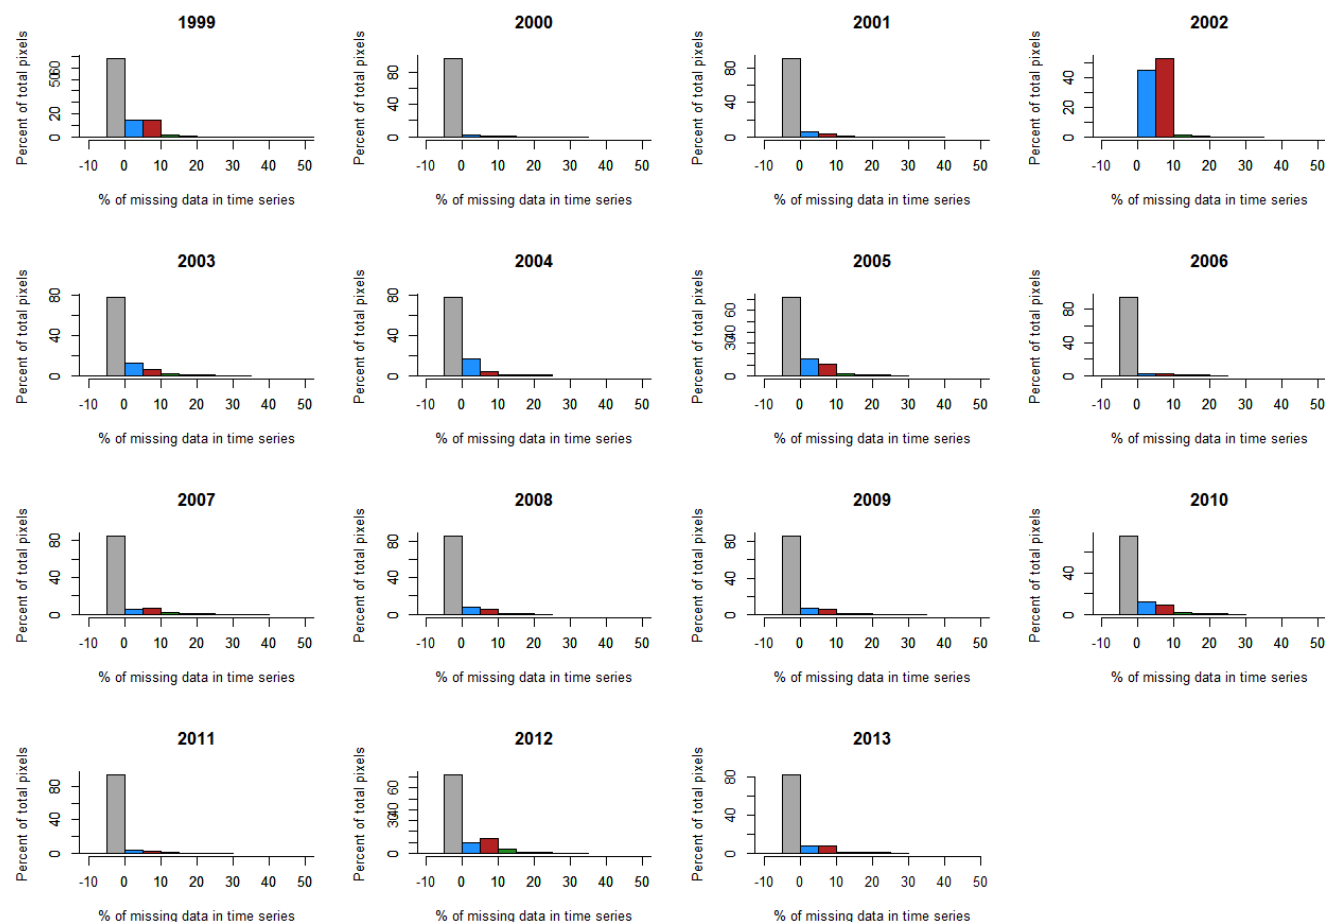 1999
Percent of total pixels
0 20 50 60
-10 0 10 20 30 40 50
% of missing data in time series
2000
Percent of total pixels
0 40 80
-10 0 10 20 30 40 50
% of missing data in time series
2001
Percent of total pixels
0 40 80
-10 0 10 20 30 40 50
% of missing data in time series
2002
Percent of total pixels
0 20 40
-10 0 10 20 30 40 50
% of missing data in time series
2003
Percent of total pixels
0 40 80
-10 0 10 20 30 40 50
% of missing data in time series
2004
Percent of total pixels
0 40 80
-10 0 10 20 30 40 50
% of missing data in time series
2005
Percent of total pixels
0 30 40 60
-10 0 10 20 30 40 50
% of missing data in time series
2006
Percent of total pixels
0 40 80
-10 0 10 20 30 40 50
% of missing data in time series
2007
Percent of total pixels
0 40 80
-10 0 10 20 30 40 50
% of missing data in time series
2008
Percent of total pixels
0 40 80
-10 0 10 20 30 40 50
% of missing data in time series
2009
Percent of total pixels
0 40 80
-10 0 10 20 30 40 50
% of missing data in time series
2010
Percent of total pixels
0 40
-10 0 10 20 30 40 50
% of missing data in time series
2011
Percent of total pixels
0 40 80
-10 0 10 20 30 40 50
% of missing data in time series
2012
Percent of total pixels
0 30 40 60
-10 0 10 20 30 40 50
% of missing data in time series
2013
Percent of total pixels
0 40 80
-10 0 10 20 30 40 50
% of missing data in time series